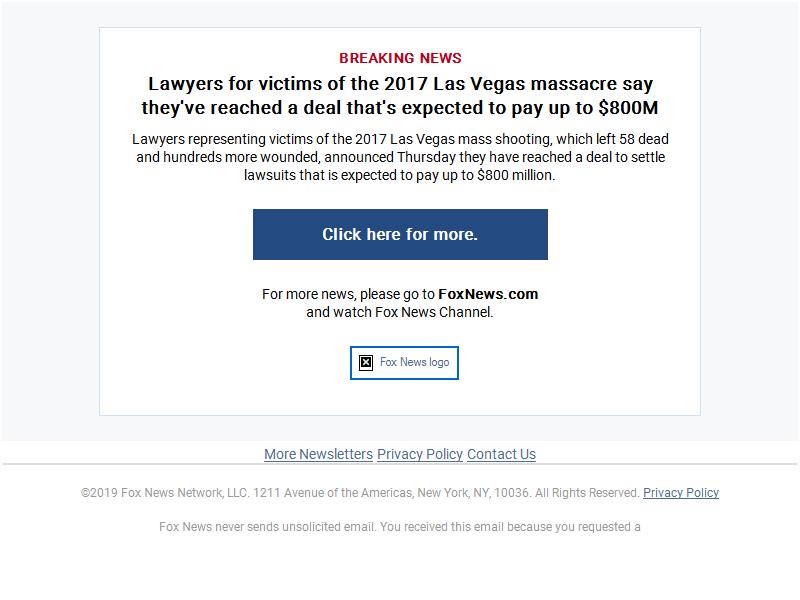 BREAKING NEWS
Lawyers for victims of the 2017 Las Vegas massacre say
they've reached a deal that's expected to pay up to $800M
Lawyers representing victims of the 2017 Las Vegas mass shooting, which left 58 dead
and hundreds more wounded, announced Thursday they have reached a deal to settle
lawsuits that is expected to pay up to $800 million.
Click here for more.
For more news, please go to FoxNews.com
and watch Fox News Channel.
Fox News logo
More Newsletters Privacy Policy Contact Us
©2019 Fox News Network, LLC. 1211 Avenue of the Americas, New York, NY, 10036. All Rights Reserved. Privacy Policy
Fox News never sends unsolicited email. You received this email because you requested a